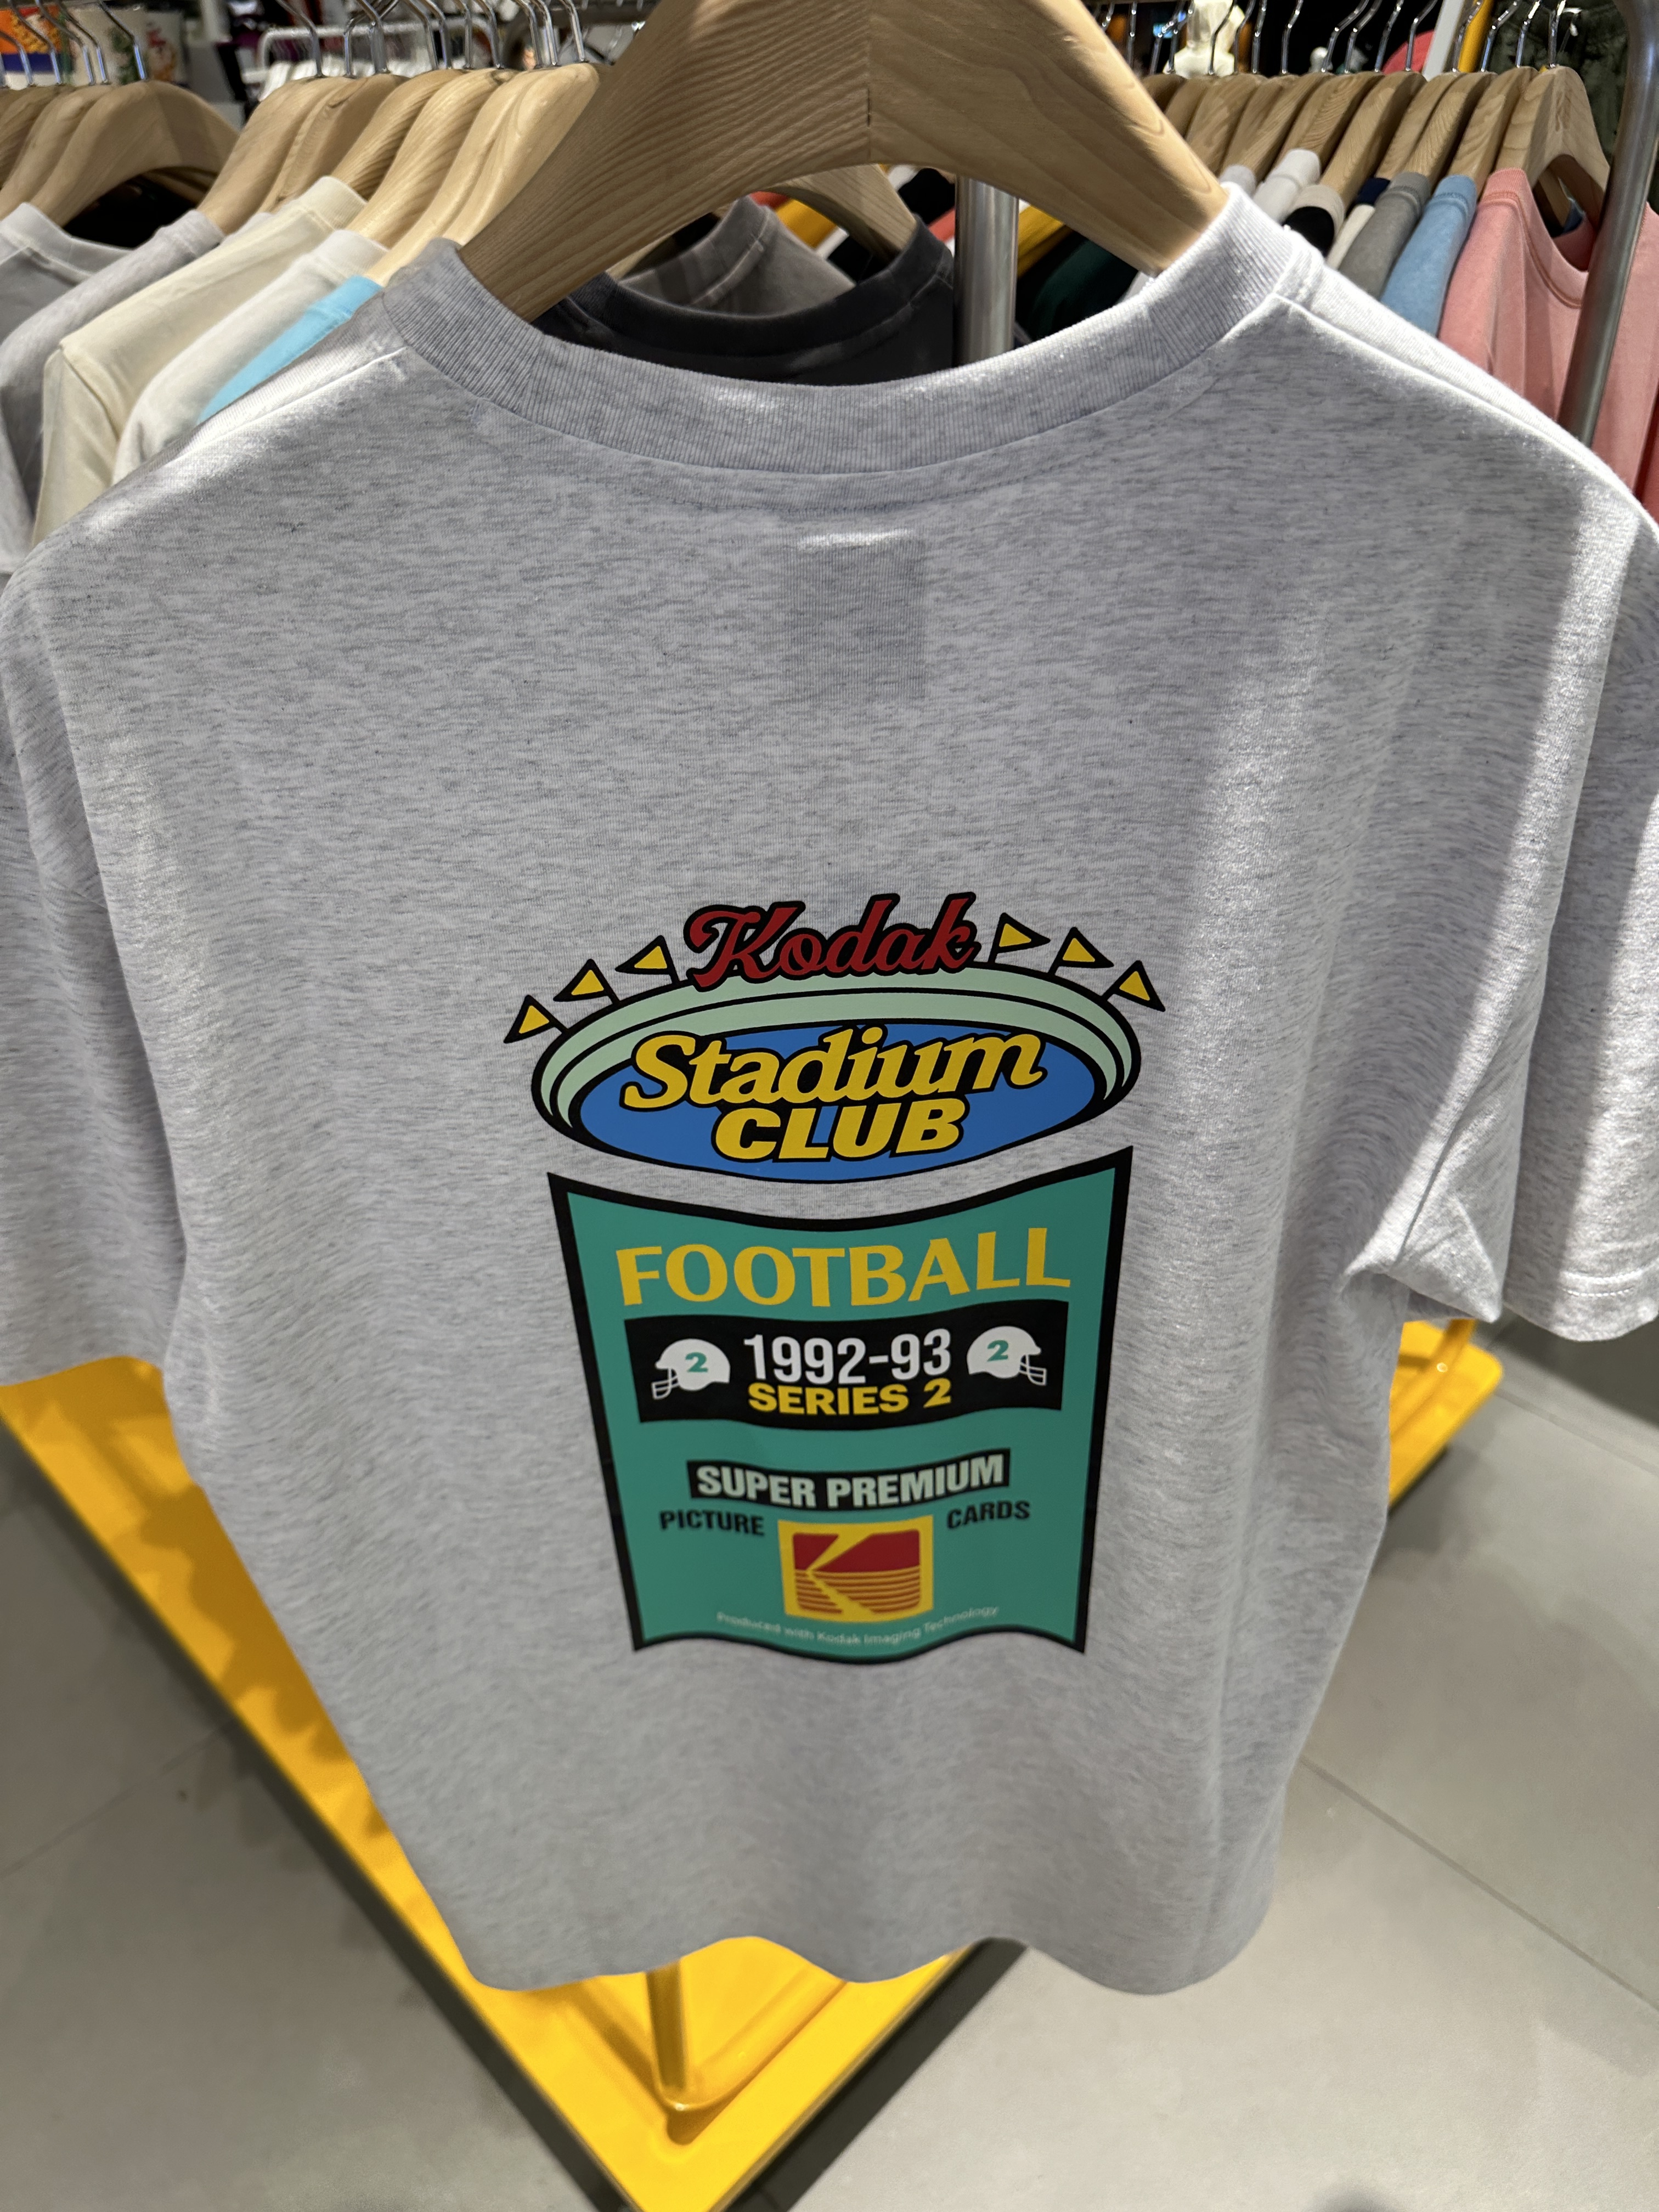 Kodak
Stadium
CLUB
FOOTBALL
2 1992-93 2
SERIES 2
SUPER PREMIUM
PICTURE CARDS
Produced with Kodak Imaging Technology